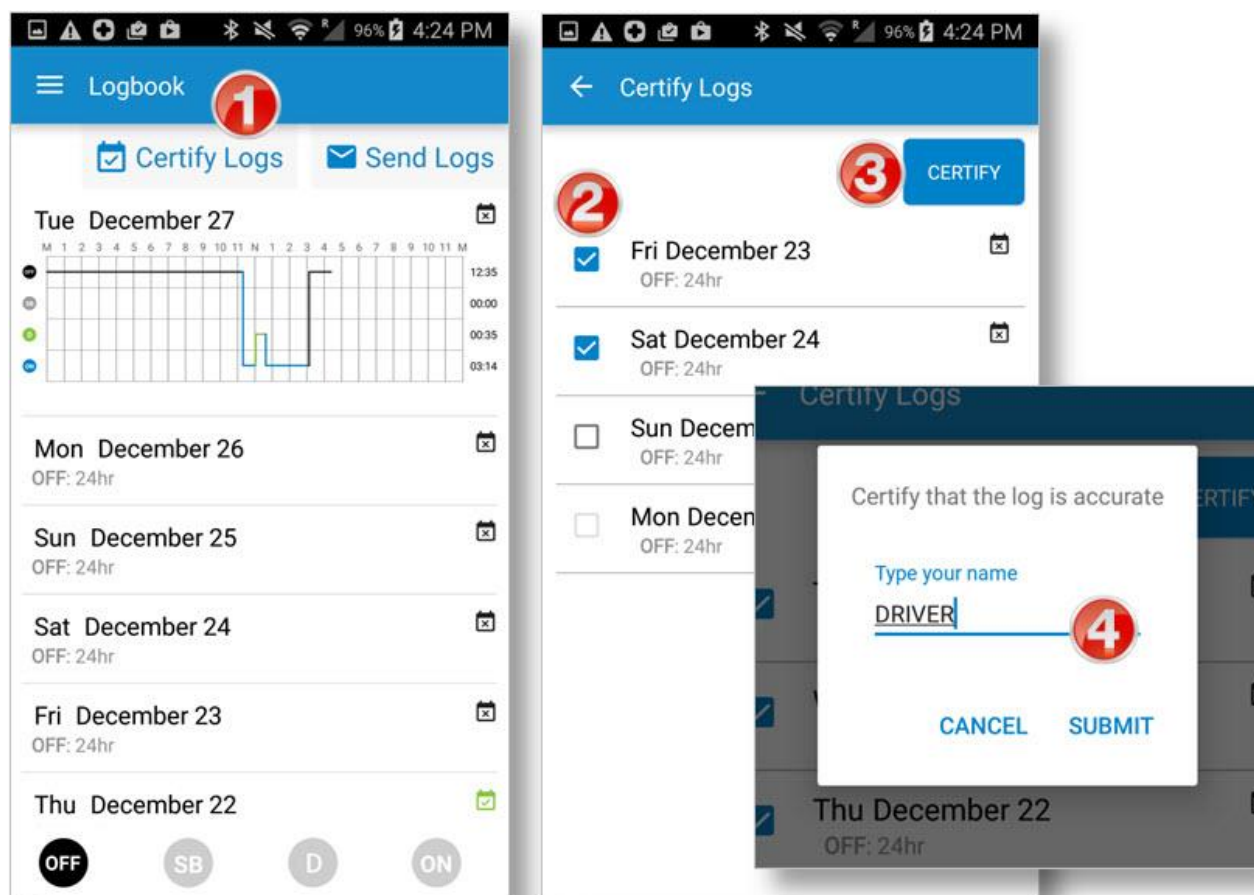 96% 4:24 PM
Logbook
1
Certify Logs
Send Logs
Tue December 27
M 1 2 3 4 5 6 7 8 9 10 11 N 1 2 3 4 5 6 7 8 9 10 11 M
OFF 12:35
SB 00:00
D 00:35
ON 03:14
Mon December 26
OFF: 24hr
Sun December 25
OFF: 24hr
Sat December 24
OFF: 24hr
Fri December 23
OFF: 24hr
Thu December 22
OFF SB D ON
R 96% 4:24 PM
Certify Logs
3
CERTIFY
2
Fri December 23
OFF: 24hr
Sat December 24
OFF: 24hr
Sun Decem
OFF: 24hr
Mon Decem
OFF: 24hr
Certify Logs
ERTIFY
Certify that the log is accurate
Type your name
DRIVER
4
CANCEL SUBMIT
Thu December 22
OFF: 24hr